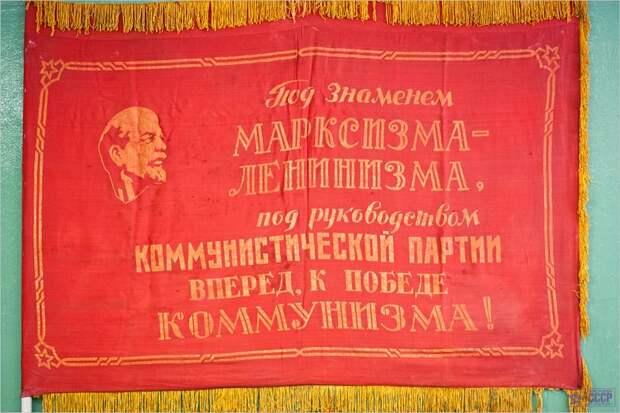 Под знаменем
МАРКСИЗМА-
ЛЕНИНИЗМА,
под руководством
КОММУНИСТИЧЕСКОЙ ПАРТИИ
ВПЕРЕД, К ПОБЕДЕ
КОММУНИЗМА!
СССР